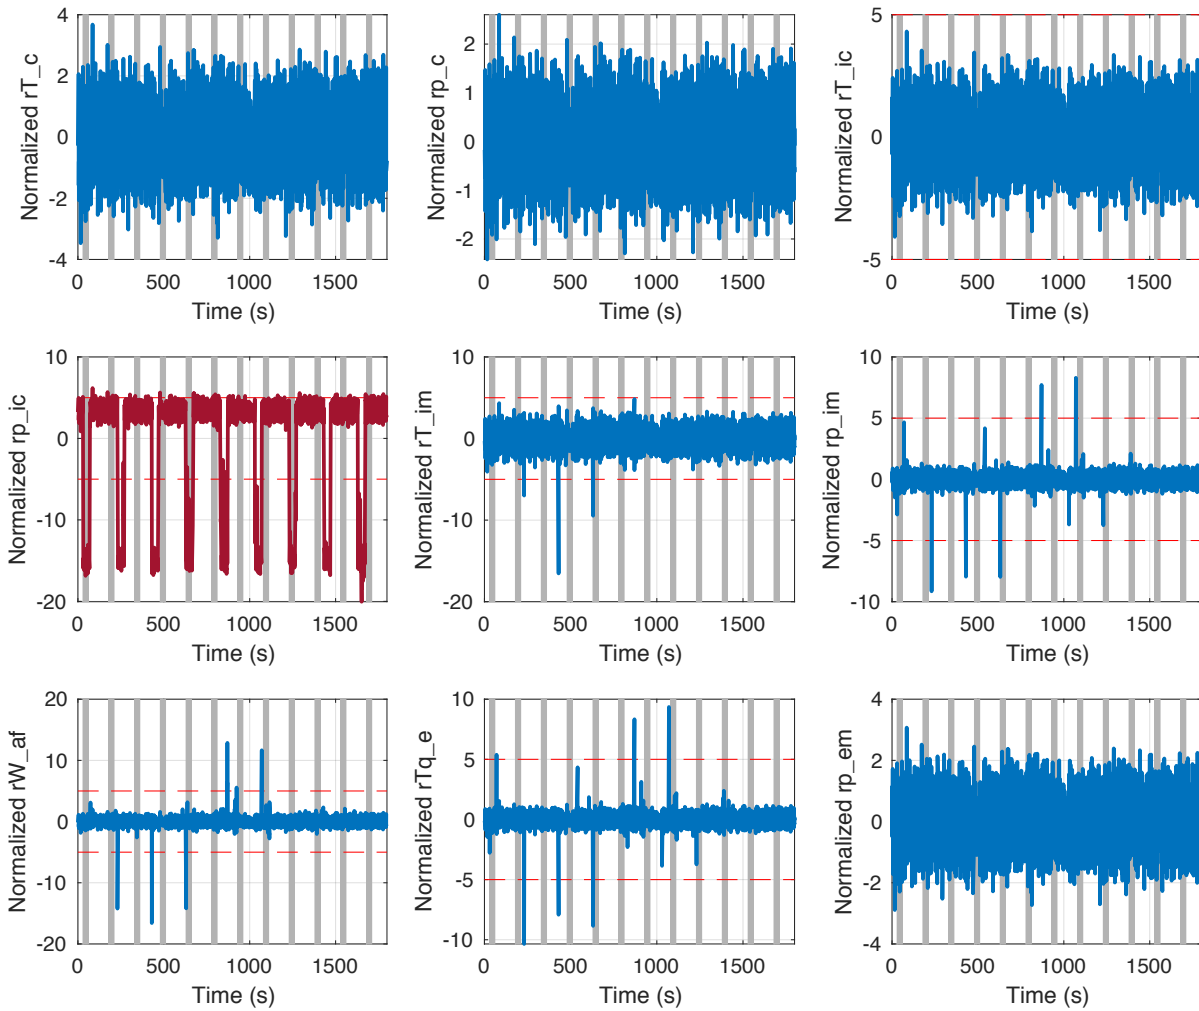 Normalized rT_c
4
2
0
-2
-4
0 500 1000 1500
Time (s)
Normalized rp_c
2
1
0
-1
-2
0 500 1000 1500
Time (s)
Normalized rT_ic
5
0
-5
0 500 1000 1500
Time (s)
Normalized rp_ic
10
0
-10
-20
0 500 1000 1500
Time (s)
Normalized rT_im
10
0
-10
-20
0 500 1000 1500
Time (s)
Normalized rp_im
10
5
0
-5
-10
0 500 1000 1500
Time (s)
Normalized rW_af
20
10
0
-10
-20
0 500 1000 1500
Time (s)
Normalized rTq_e
10
5
0
-5
-10
0 500 1000 1500
Time (s)
Normalized rp_em
4
2
0
-2
-4
0 500 1000 1500
Time (s)